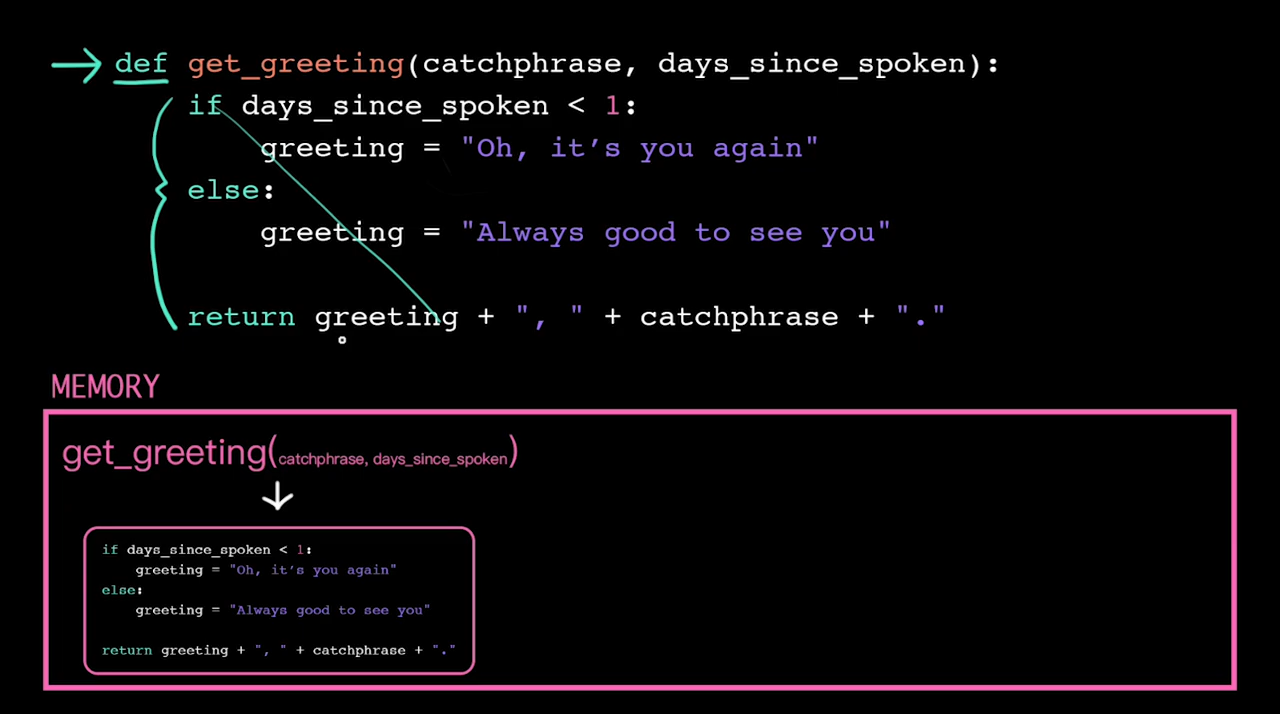 def get_greeting(catchphrase, days_since_spoken):
if days_since_spoken < 1:
greeting = "Oh, it’s you again"
else:
greeting = "Always good to see you"
return greeting + ", " + catchphrase + "."
MEMORY
get_greeting(catchphrase, days_since_spoken)
if days_since_spoken < 1:
greeting = "Oh, it’s you again"
else:
greeting = "Always good to see you"
return greeting + ", " + catchphrase + "."